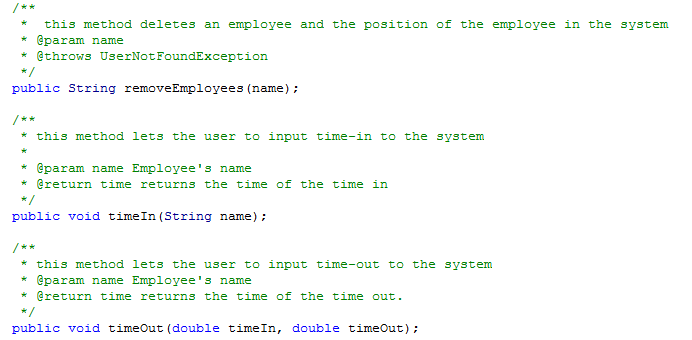 /**
 *  this method deletes an employee and the position of the employee in the system
 * @param name
 * @throws UserNotFoundException
 */
public String removeEmployees(name);
/**
 * this method lets the user to input time-in to the system
 *
 * @param name Employee's name
 * @return time returns the time of the time in
 */
public void timeIn(String name);
/**
 * this method lets the user to input time-out to the system
 * @param name Employee's name
 * @return time returns the time of the time out.
 */
public void timeOut(double timeIn, double timeOut);